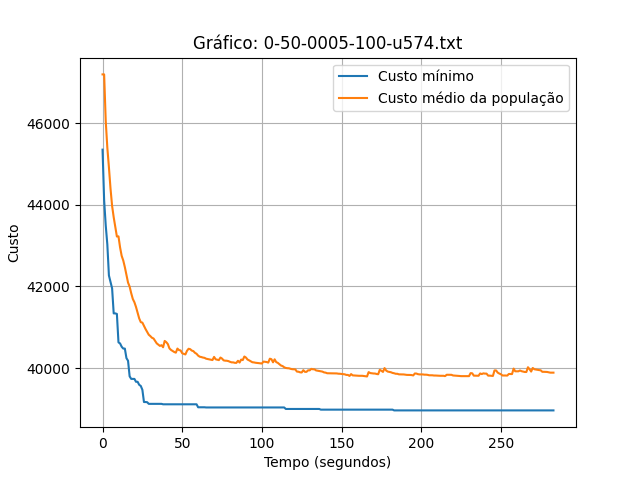 Gráfico: 0-50-0005-100-u574.txt
Custo mínimo
Custo médio da população
46000
44000
42000
40000
Custo
0 50 100 150 200 250
Tempo (segundos)